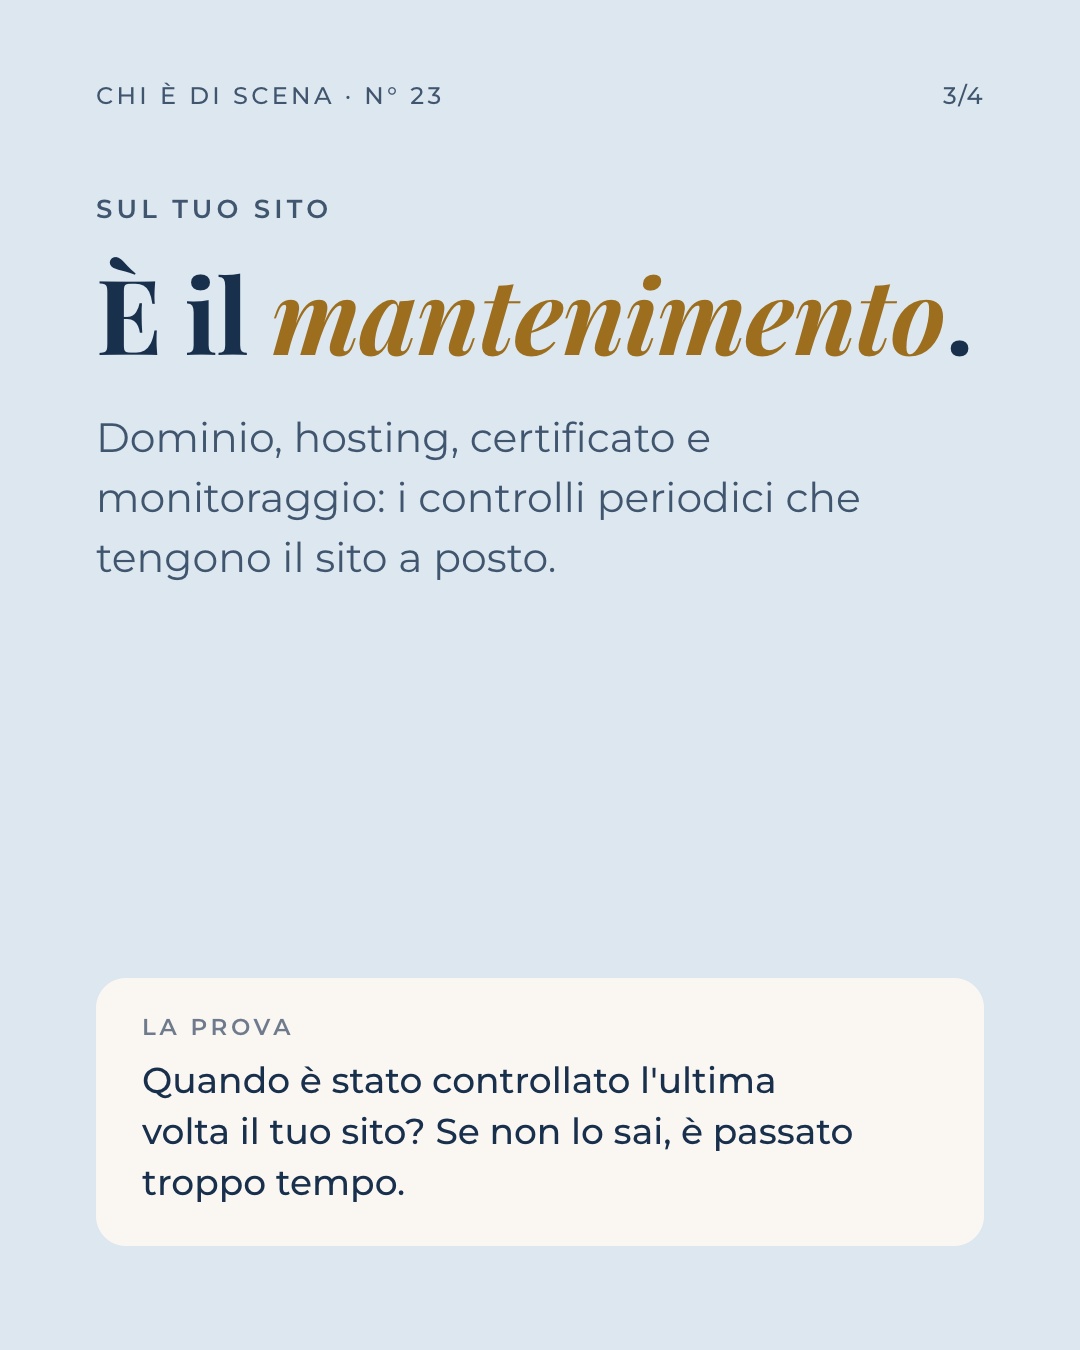 CHI È DI SCENA · N° 23
3/4
SUL TUO SITO
È il mantenimento.
Dominio, hosting, certificato e
monitoraggio: i controlli periodici che
tengono il sito a posto.
LA PROVA
Quando è stato controllato l'ultima
volta il tuo sito? Se non lo sai, è passato
troppo tempo.